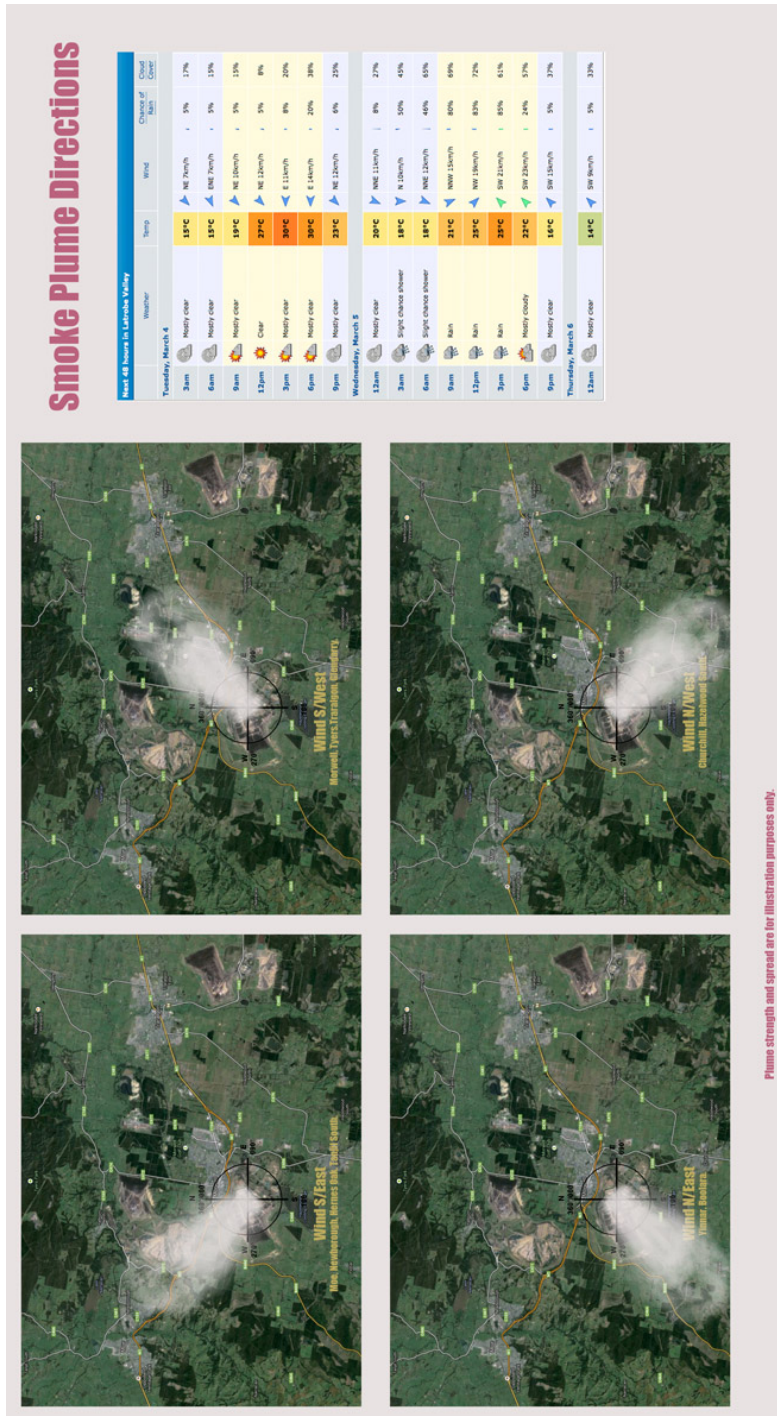 Smoke Plume Directions
Next 48 hours in Latrobe Valley
Weather Temp Wind Chance of Rain Cloud Cover
Tuesday, March 4
3am Mostly clear 15°C NE 7km/h 5% 17%
6am Mostly clear 15°C ENE 7km/h 5% 15%
9am Mostly clear 19°C NE 10km/h 5% 15%
12pm Clear 27°C NE 12km/h 5% 8%
3pm Mostly clear 30°C E 11km/h 8% 20%
6pm Mostly clear 30°C E 14km/h 20% 38%
9pm Mostly clear 23°C NE 12km/h 6% 25%
Wednesday, March 5
12am Mostly clear 20°C NNE 11km/h 8% 27%
3am Slight chance shower 18°C N 10km/h 50% 45%
6am Slight chance shower 18°C NNE 12km/h 46% 65%
9am Rain 21°C NNW 15km/h 80% 69%
12pm Rain 25°C NW 19km/h 83% 72%
3pm Rain 25°C SW 21km/h 85% 61%
6pm Mostly cloudy 22°C SW 23km/h 24% 57%
9pm Mostly clear 16°C SW 15km/h 5% 37%
Thursday, March 6
12am Mostly clear 14°C SW 9km/h 5% 33%
N
W
E
S
Wind S/East
Moe, Newborough, Hernes Oak, Tanjil South.
N
W
E
S
Wind S/West
Morwell, Tyers, Traralgon, Glengarry.
N
W
E
Wind N/East
Yinnar, Boolara.
N
W
E
Wind N/West
Churchill, Hazelwood South.
Plume strength and spread are for illustration purposes only.